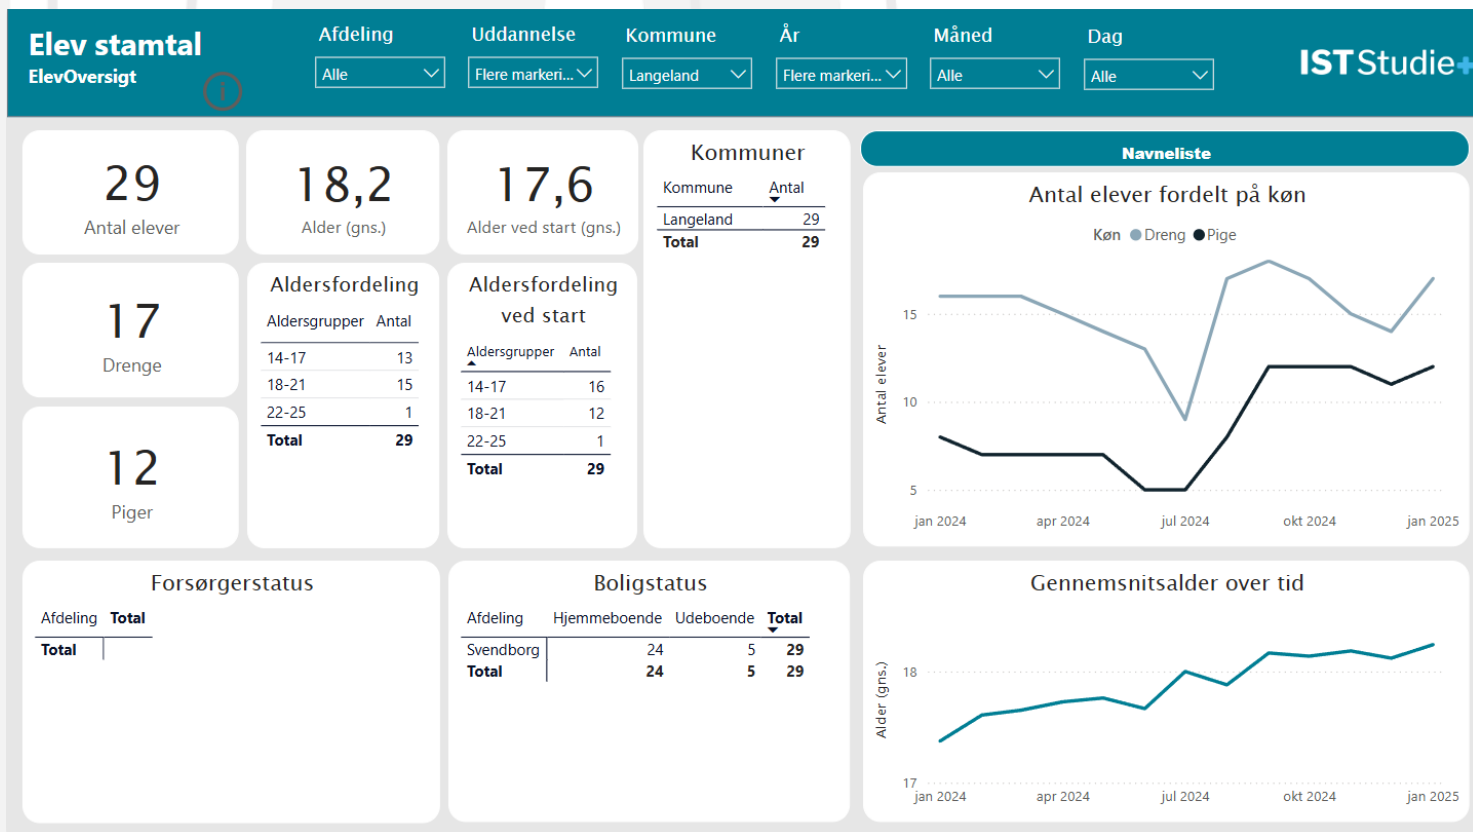 Elev stamtal
ElevOversigt
Afdeling
Alle
Uddannelse
Flere markeri...
Kommune
Langeland
År
Flere markeri...
Måned
Alle
Dag
Alle
IST Studie+
29
Antal elever
18,2
Alder (gns.)
17,6
Alder ved start (gns.)
17
Drenge
12
Piger
Aldersfordeling
Aldersgrupper Antal
14-17 13
18-21 15
22-25 1
Total 29
Aldersfordeling
ved start
Aldersgrupper Antal
14-17 16
18-21 12
22-25 1
Total 29
Kommuner
Kommune Antal
Langeland 29
Total 29
Navneliste
Antal elever fordelt på køn
Køn Dreng Pige
Antal elever
15
10
5
jan 2024 apr 2024 jul 2024 okt 2024 jan 2025
Forsørgerstatus
Afdeling Total
Total
Boligstatus
Afdeling Hjemmeboende Udeboende Total
Svendborg 24 5 29
Total 24 5 29
Gennemsnitsalder over tid
Alder (gns.)
18
17
jan 2024 apr 2024 jul 2024 okt 2024 jan 2025